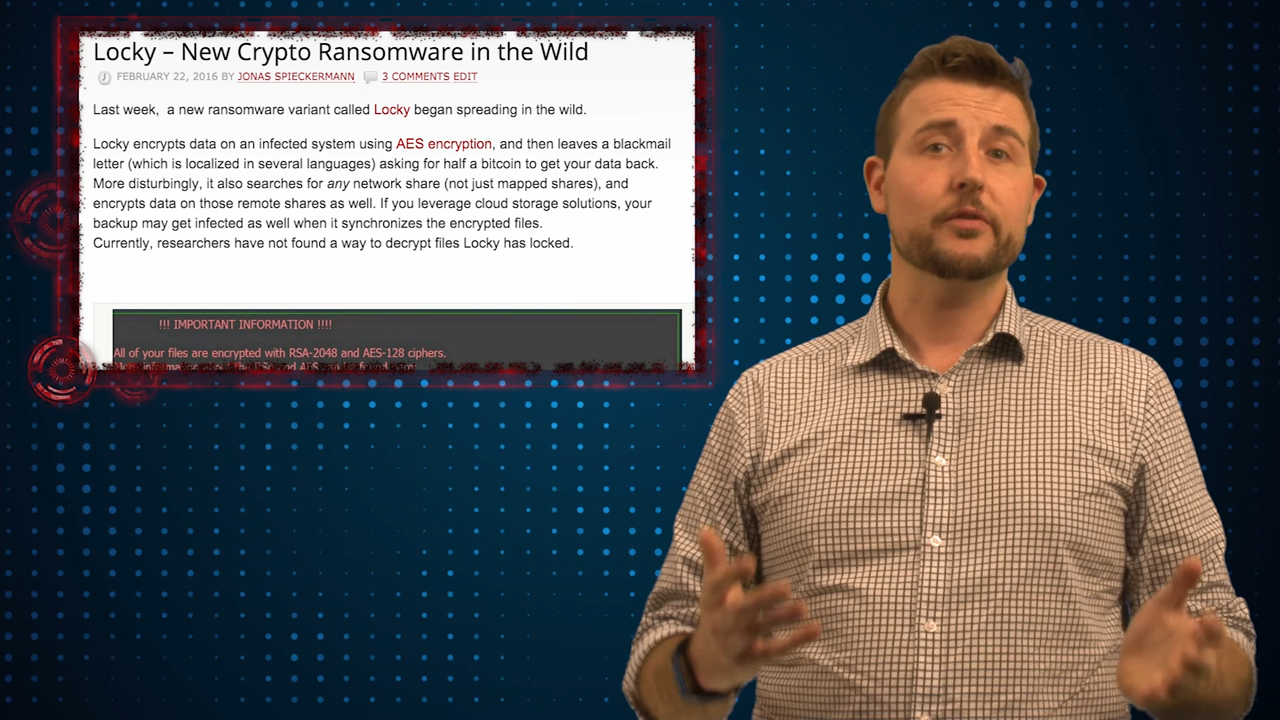 Locky – New Crypto Ransomware in the Wild
FEBRUARY 22, 2016 BY JONAS SPIECKERMANN 3 COMMENTS EDIT
Last week, a new ransomware variant called Locky began spreading in the wild.
Locky encrypts data on an infected system using AES encryption, and then leaves a blackmail
letter (which is localized in several languages) asking for half a bitcoin to get your data back.
More disturbingly, it also searches for any network share (not just mapped shares), and
encrypts data on those remote shares as well. If you leverage cloud storage solutions, your
backup may get infected as well when it synchronizes the encrypted files.
Currently, researchers have not found a way to decrypt files Locky has locked.
!!! IMPORTANT INFORMATION !!!!
All of your files are encrypted with RSA-2048 and AES-128 ciphers.